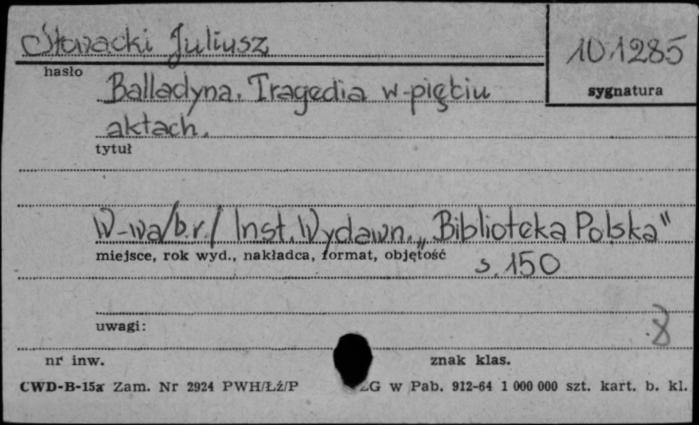 Słowacki Juliusz
10.1285
hasło
sygnatura
Balladyna. Tragedia w pięciu
aktach.
tytuł
W-wa /b.r./ Inst. Wydawn. „Biblioteka Polska"
miejsce, rok wyd., nakładca, format, objętość
s. 150
uwagi:
8
nr inw.
znak klas.
CWD-B-15a Zam. Nr 2924 PWH/Łź/P ZG w Pab. 912-64 1 000 000 szt. kart. b. kl.